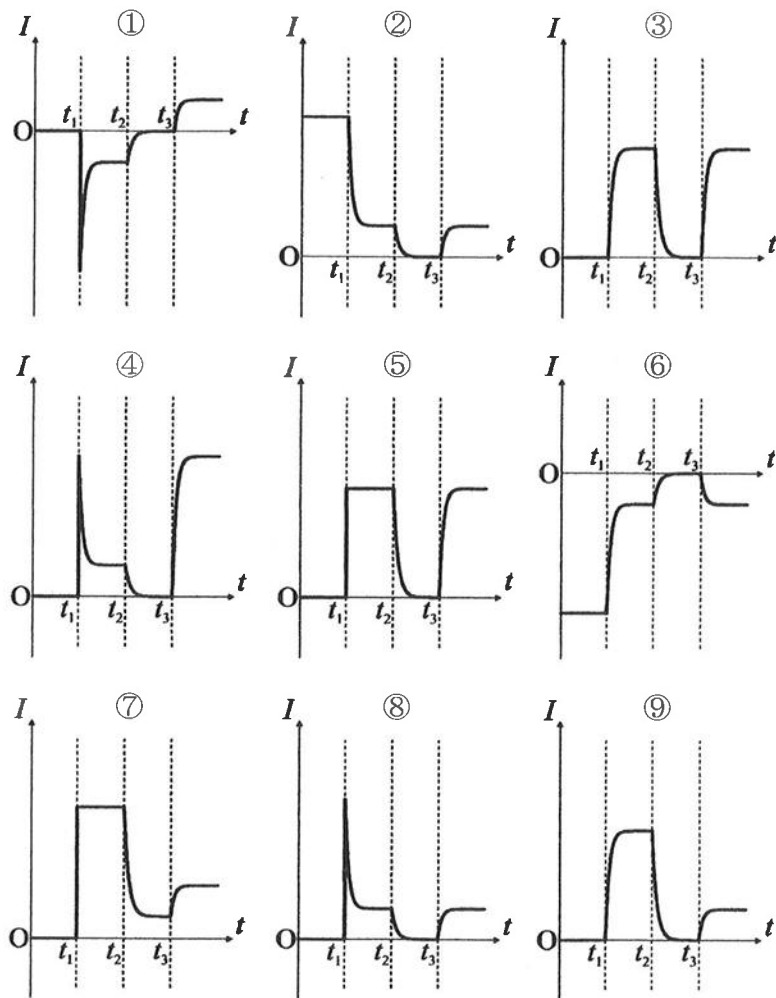 I ① I ② I ③
t₁ t₂ t₃
O t
O t
t₁ t₂ t₃
O t
t₁ t₂ t₃
I ④ I ⑤ I ⑥
O t
t₁ t₂ t₃
O t
t₁ t₂ t₃
t₁ t₂ t₃
O t
I ⑦ I ⑧ I ⑨
O t
t₁ t₂ t₃
O t
t₁ t₂ t₃
O t
t₁ t₂ t₃